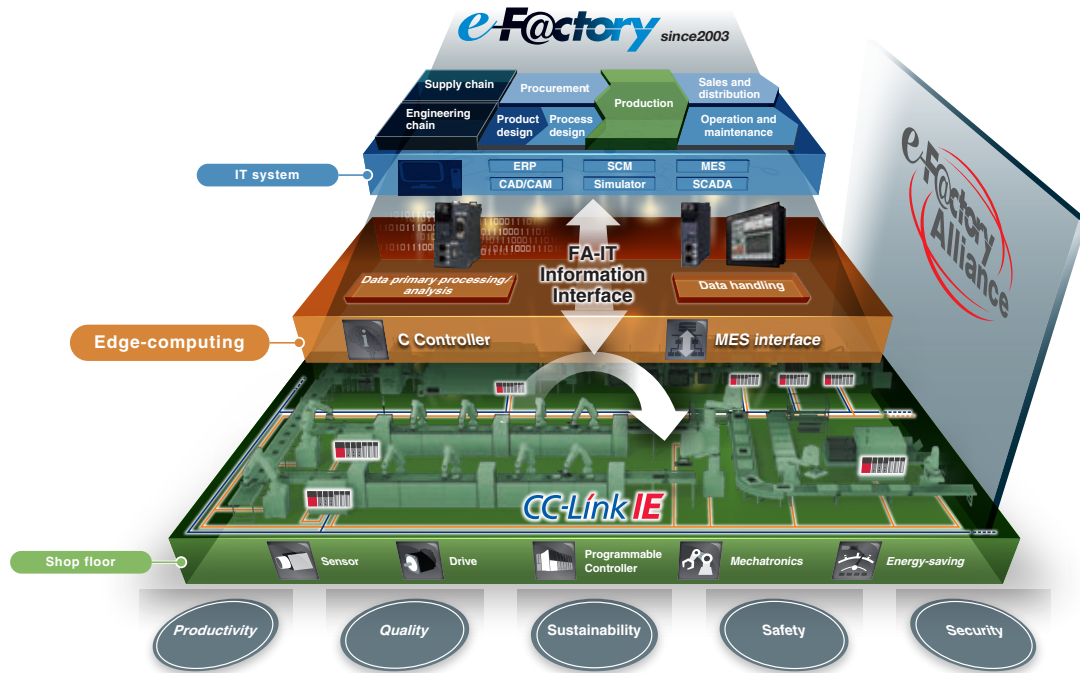 e-F@ctory since2003
Supply chain
Procurement
Production
Sales and
distribution
Engineering
chain
Product
design
Process
design
Operation and
maintenance
IT system
ERP
SCM
MES
CAD/CAM
Simulator
SCADA
e-F@ctory
Alliance
FA-IT
Information
Interface
Data primary processing/
analysis
Data handling
Edge-computing
C Controller
MES interface
CC-Link IE
Shop floor
Sensor
Drive
Programmable
Controller
Mechatronics
Energy-saving
Productivity
Quality
Sustainability
Safety
Security